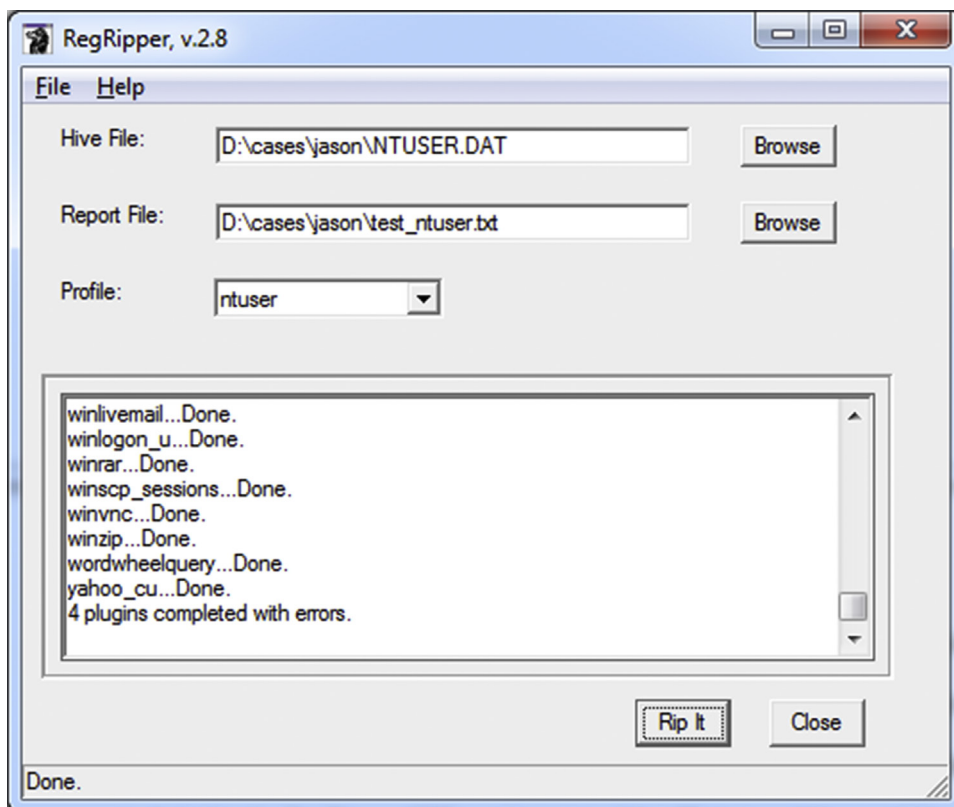 RegRipper, v.2.8
File Help
Hive File: D:\cases\jason\NTUSER.DAT Browse
Report File: D:\cases\jason\test_ntuser.txt Browse
Profile: ntuser
winlivemail...Done.
winlogon_u...Done.
winrar...Done.
winscp_sessions...Done.
winvnc...Done.
winzip...Done.
wordwheelquery...Done.
yahoo_cu...Done.
4 plugins completed with errors.
Rip It Close
Done.